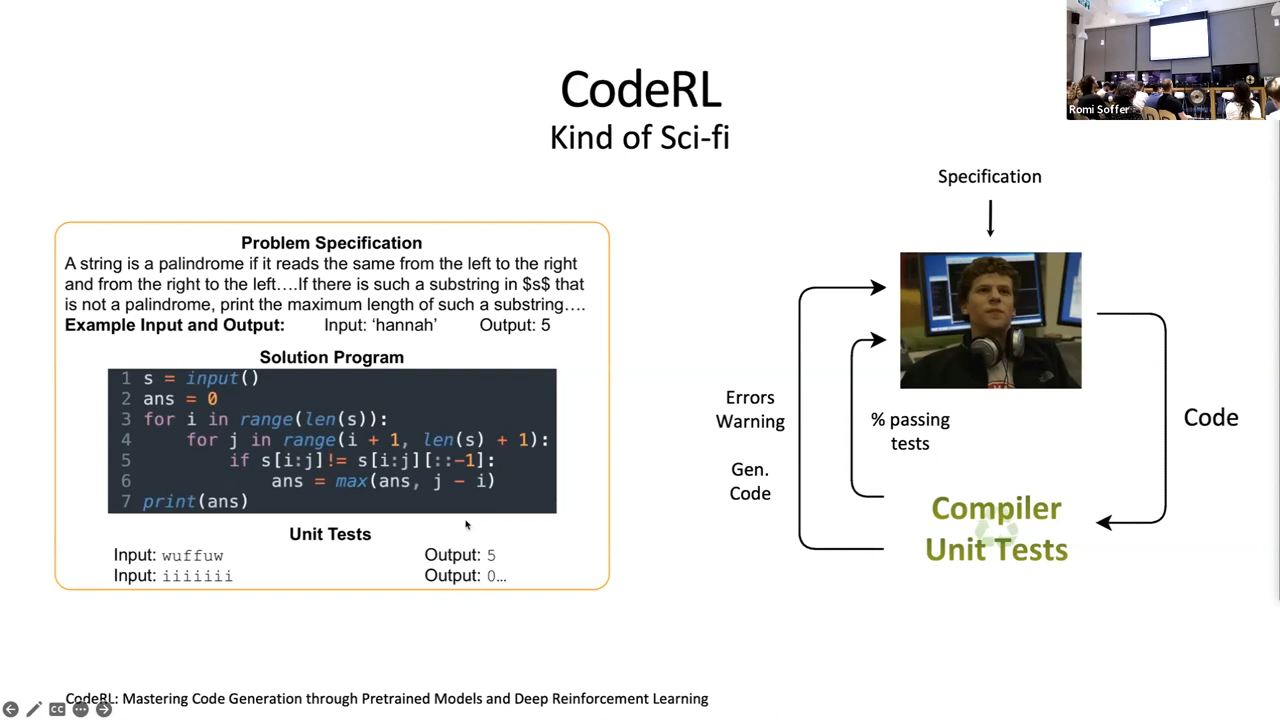 CodeRL
Kind of Sci-fi
Romi Soffer
Problem Specification
A string is a palindrome if it reads the same from the left to the right
and from the right to the left….If there is such a substring in $s$ that
is not a palindrome, print the maximum length of such a substring….
Example Input and Output: Input: ‘hannah’ Output: 5
Solution Program
1 s = input()
2 ans = 0
3 for i in range(len(s)):
4     for j in range(i + 1, len(s) + 1):
5         if s[i:j]!= s[i:j][::-1]:
6             ans = max(ans, j - i)
7 print(ans)
Unit Tests
Input: wuffuw Output: 5
Input: iiiiiii Output: 0…
Specification
Errors
Warning
Gen.
Code
% passing
tests
Code
Compiler
Unit Tests
CodeRL: Mastering Code Generation through Pretrained Models and Deep Reinforcement Learning
CC